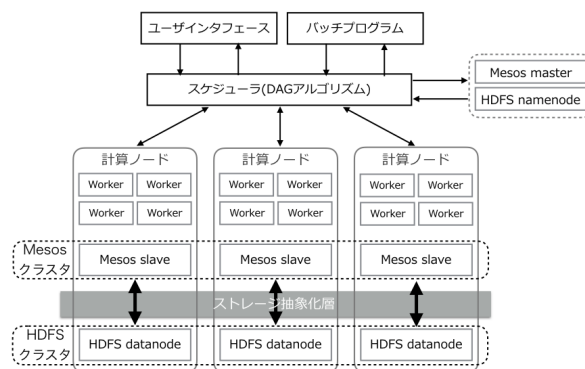 ユーザインタフェース
バッチプログラム
スケジューラ(DAGアルゴリズム)
Mesos master
HDFS namenode
計算ノード
計算ノード
計算ノード
Worker Worker
Worker Worker
Worker Worker
Worker Worker
Worker Worker
Worker Worker
Mesos
クラスタ
Mesos slave
Mesos slave
Mesos slave
ストレージ抽象化層
HDFS
クラスタ
HDFS datanode
HDFS datanode
HDFS datanode